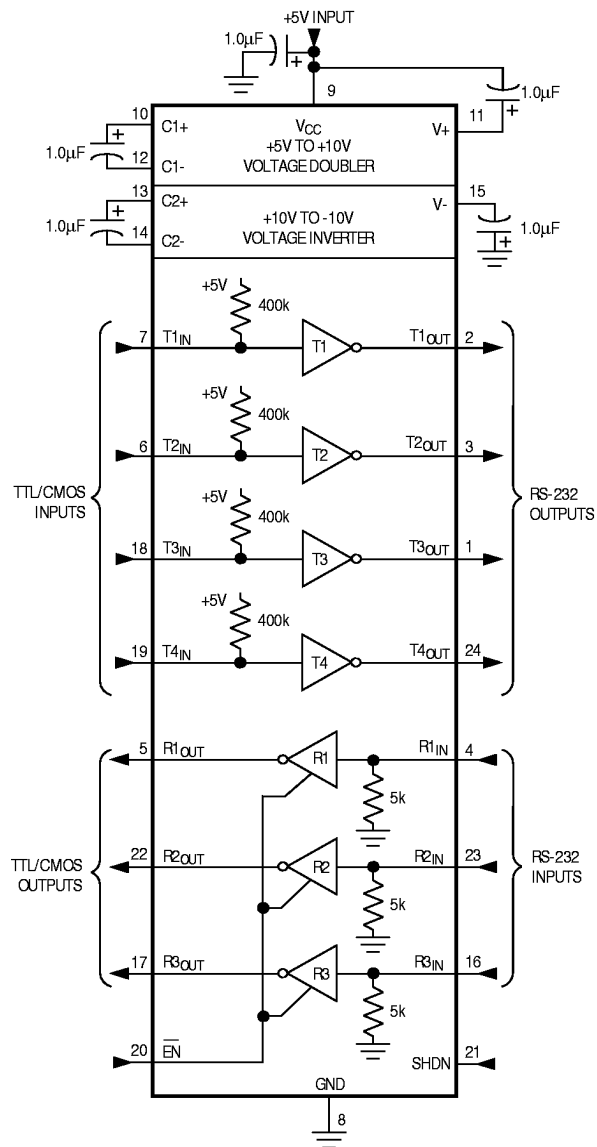 +5V INPUT
1.0µF
+
9
+
1.0µF
10
C1+
1.0µF
+
12
C1-
VCC
+5V TO +10V
VOLTAGE DOUBLER
V+
11
13
C2+
1.0µF
+
14
C2-
+10V TO -10V
VOLTAGE INVERTER
V-
15
+
1.0µF
+5V
400k
7
T1IN
T1
T1OUT
2
+5V
400k
6
T2IN
T2
T2OUT
3
TTL/CMOS
INPUTS
RS-232
OUTPUTS
+5V
400k
18
T3IN
T3
T3OUT
1
+5V
400k
19
T4IN
T4
T4OUT
24
5
R1OUT
R1
R1IN
4
5k
22
R2OUT
R2
R2IN
23
5k
TTL/CMOS
OUTPUTS
RS-232
INPUTS
17
R3OUT
R3
R3IN
16
5k
20
EN
SHDN
21
GND
8